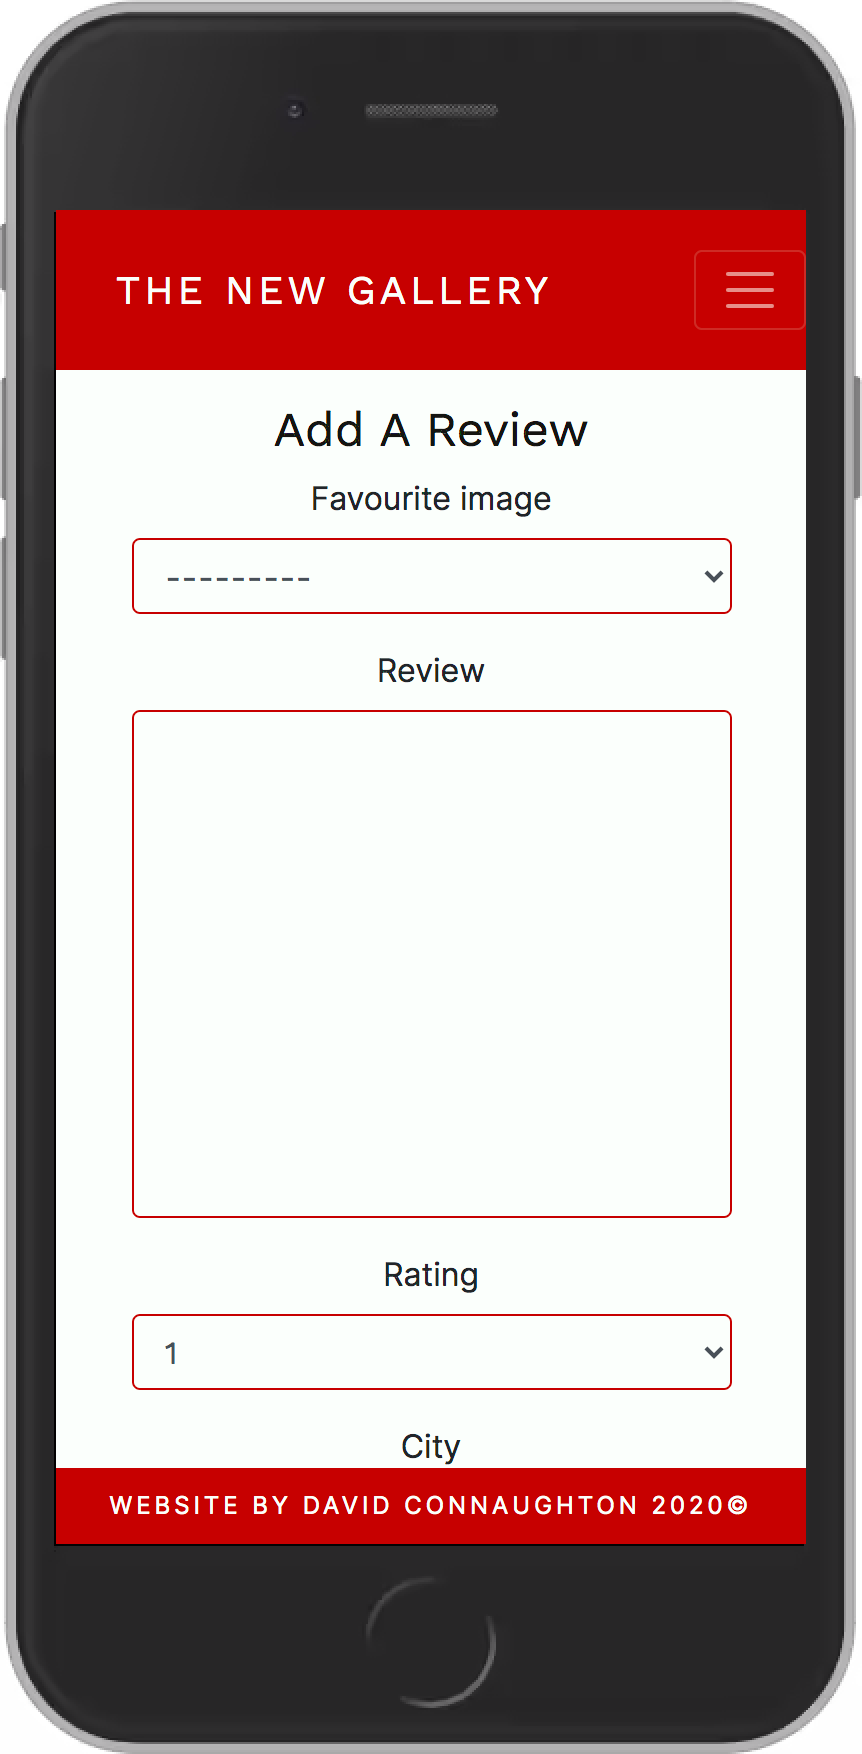 THE NEW GALLERY
Add A Review
Favourite image
---------
Review
Rating
1
City
WEBSITE BY DAVID CONNAUGHTON 2020©